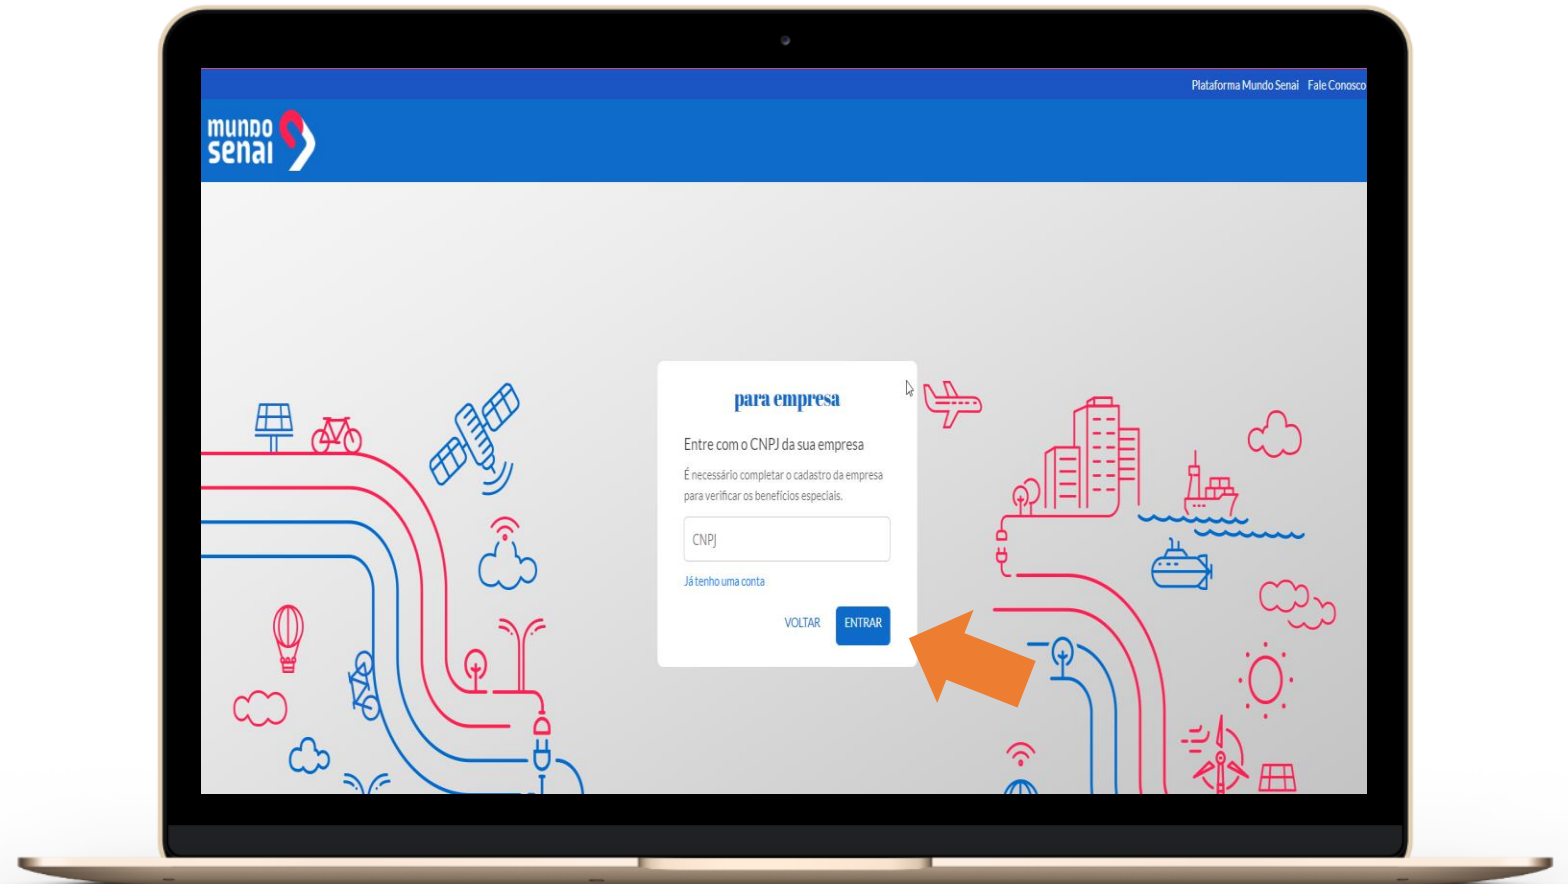 Plataforma Mundo Senai Fale Conosco
mundo
senai
para empresa
Entre com o CNPJ da sua empresa
É necessário completar o cadastro da empresa
para verificar os benefícios especiais.
CNPJ
Já tenho uma conta
VOLTAR ENTRAR